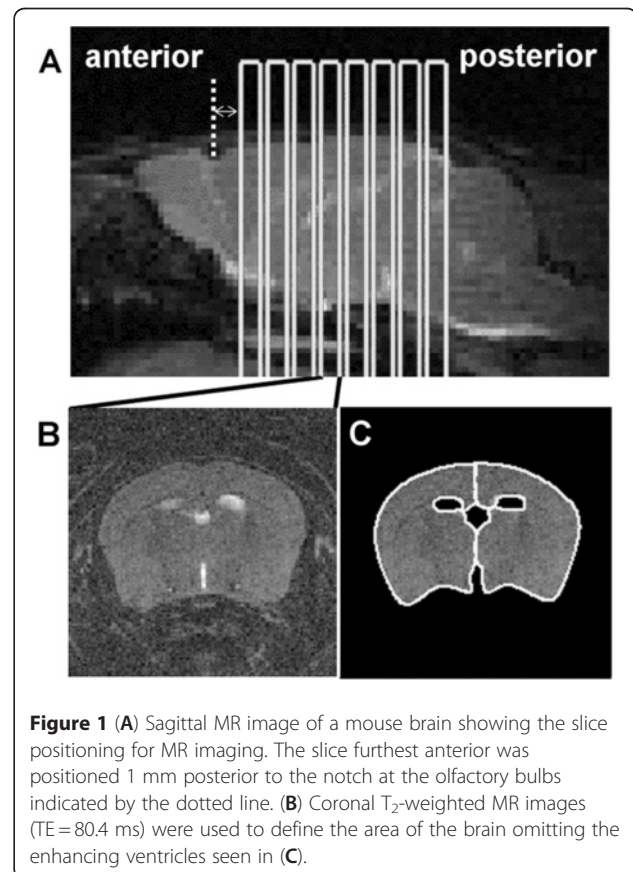 A anterior posterior
B C
Figure 1 (A) Sagittal MR image of a mouse brain showing the slice
positioning for MR imaging. The slice furthest anterior was
positioned 1 mm posterior to the notch at the olfactory bulbs
indicated by the dotted line. (B) Coronal T₂-weighted MR images
(TE = 80.4 ms) were used to define the area of the brain omitting the
enhancing ventricles seen in (C).